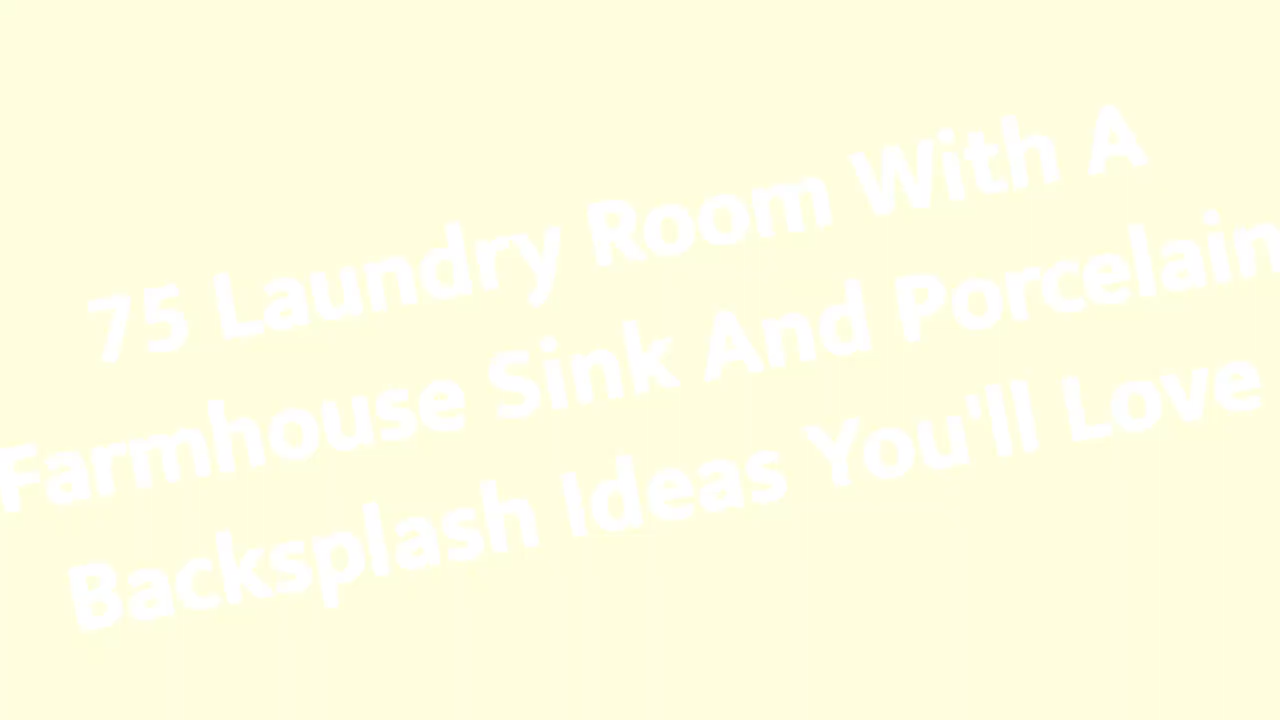 75 Laundry Room With A
Farmhouse Sink And Porcelain
Backsplash Ideas You'll Love